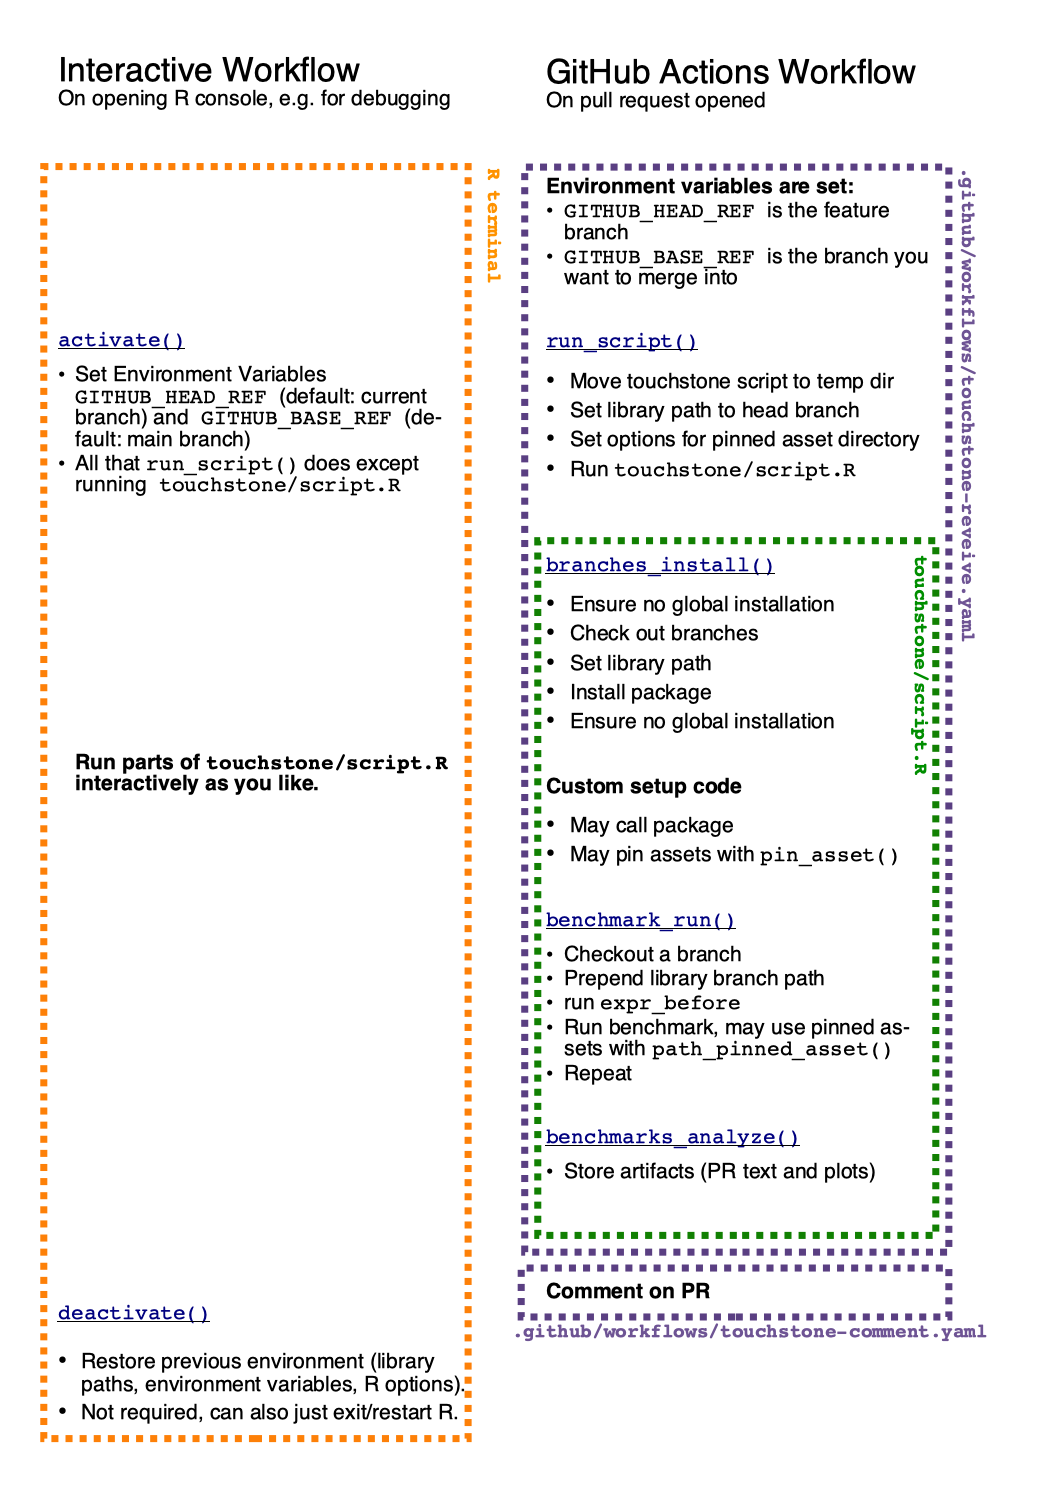 Interactive Workflow
On opening R console, e.g. for debugging
R terminal
activate()
• Set Environment Variables
GITHUB_HEAD_REF (default: current
branch) and GITHUB_BASE_REF (de-
fault: main branch)
• All that run_script() does except
running touchstone/script.R
Run parts of touchstone/script.R
interactively as you like.
deactivate()
• Restore previous environment (library
paths, environment variables, R options).
• Not required, can also just exit/restart R.
GitHub Actions Workflow
On pull request opened
.github/workflows/touchstone-reveive.yaml
Environment variables are set:
• GITHUB_HEAD_REF is the feature
branch
• GITHUB_BASE_REF is the branch you
want to merge into
run_script()
• Move touchstone script to temp dir
• Set library path to head branch
• Set options for pinned asset directory
• Run touchstone/script.R
touchstone/script.R
branches_install()
• Ensure no global installation
• Check out branches
• Set library path
• Install package
• Ensure no global installation
Custom setup code
• May call package
• May pin assets with pin_asset()
benchmark_run()
• Checkout a branch
• Prepend library branch path
• run expr_before
• Run benchmark, may use pinned as-
sets with path_pinned_asset()
• Repeat
benchmarks_analyze()
• Store artifacts (PR text and plots)
Comment on PR
.github/workflows/touchstone-comment.yaml